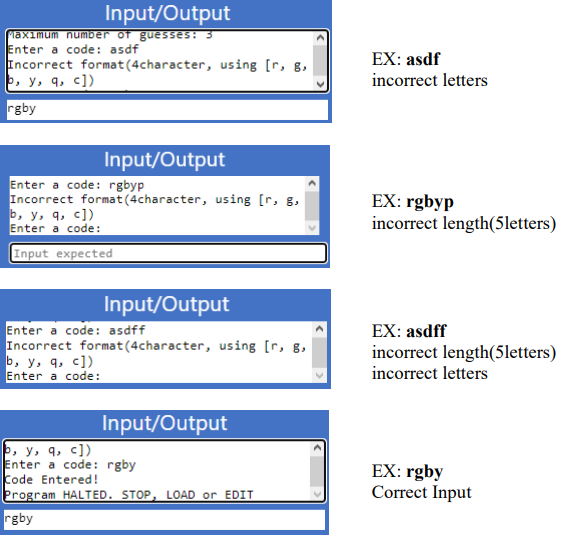 Input/Output
Maximum number of guesses: 3
Enter a code: asdf
Incorrect format(4character, using [r, g,
b, y, q, c])
rgby
EX: asdf
incorrect letters
Input/Output
Enter a code: rgbyp
Incorrect format(4character, using [r, g,
b, y, q, c])
Enter a code:
Input expected
EX: rgbyp
incorrect length(5letters)
Input/Output
Enter a code: asdff
Incorrect format(4character, using [r, g,
b, y, q, c])
Enter a code:
EX: asdff
incorrect length(5letters)
incorrect letters
Input/Output
b, y, q, c])
Enter a code: rgby
Code Entered!
Program HALTED. STOP, LOAD or EDIT
rgby
EX: rgby
Correct Input